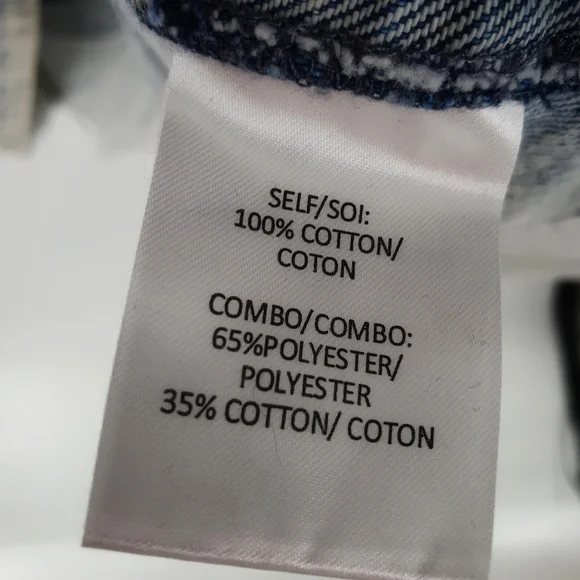 SELF/SOI:
100% COTTON/
COTON
COMBO/COMBO:
65%POLYESTER/
POLYESTER
35% COTTON/ COTON